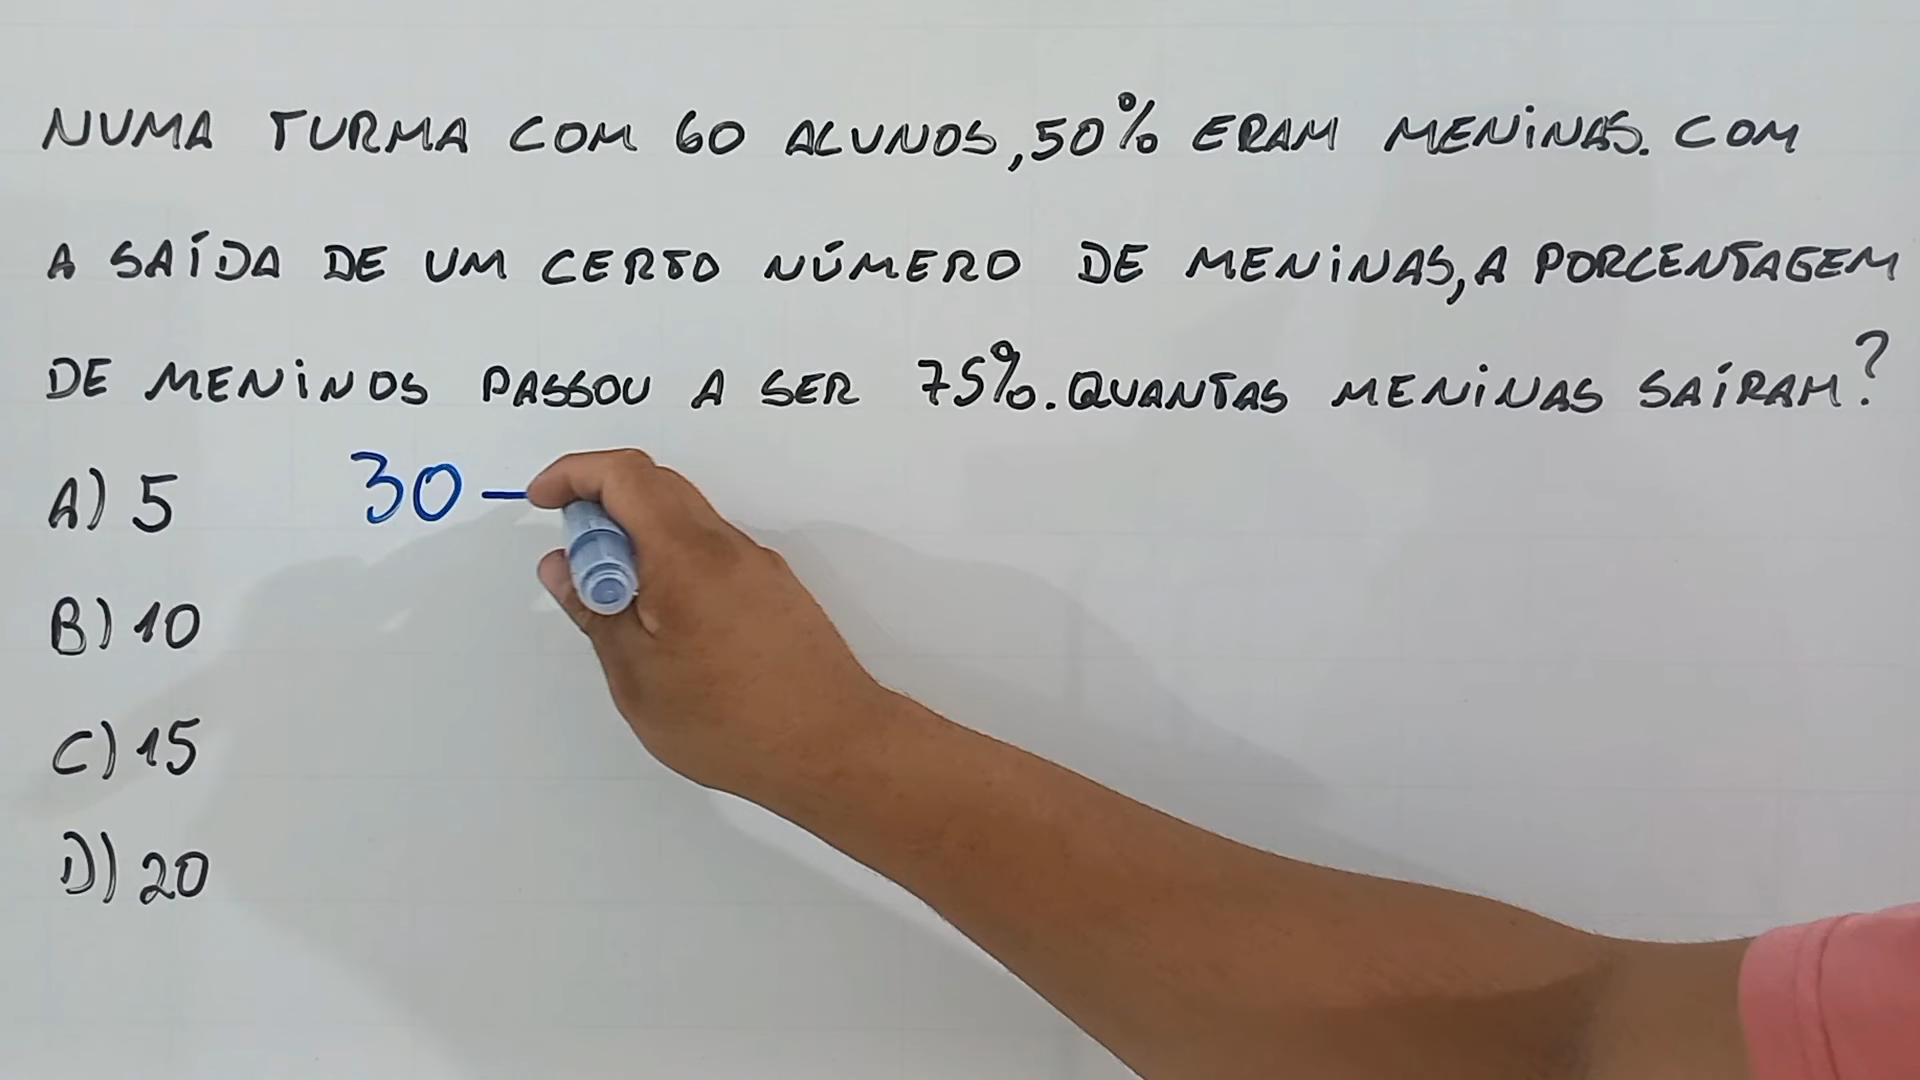 NUMA TURMA COM 60 ALUNOS, 50% ERAM MENINAS. COM
A SAÍDA DE UM CERTO NÚMERO DE MENINAS, A PORCENTAGEM
DE MENINOS PASSOU A SER 75%. QUANTAS MENINAS SAÍRAM?
A) 5
30 —
B) 10
C) 15
D) 20